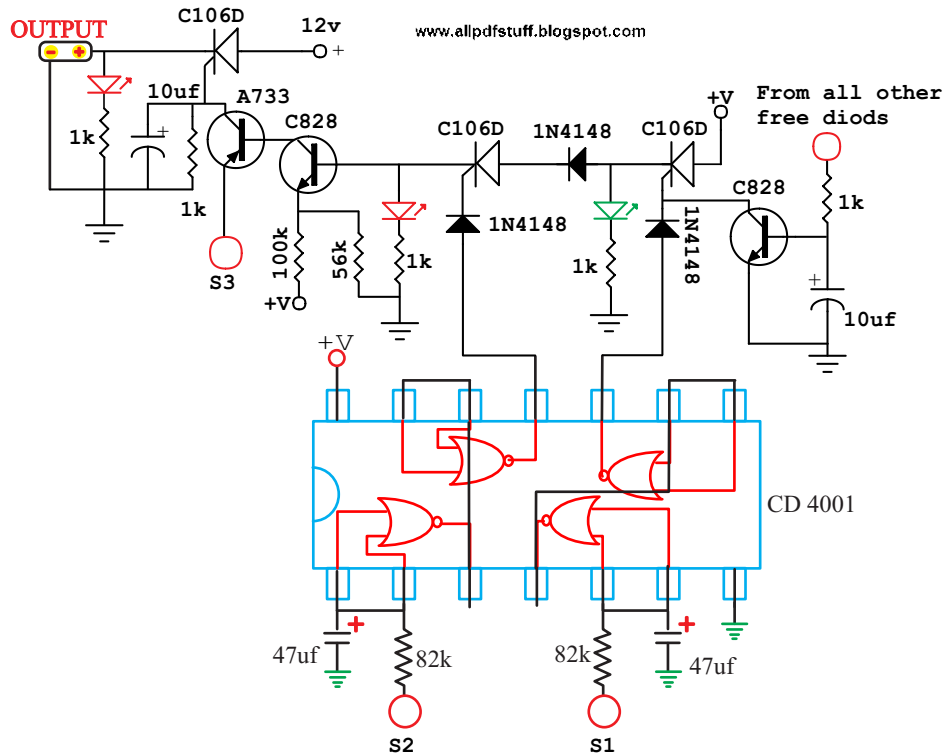 www.allpdfstuff.blogspot.com
OUTPUT
C106D
12v
+
10uf
A733
C828
1k
+
1k
S3
100k
56k
+V
1k
C106D
1N4148
1N4148
C106D
+V
From all other
free diods
1k
1N4148
C828
1k
+
10uf
+V
CD 4001
47uf
+
82k
S2
82k
S1
+
47uf